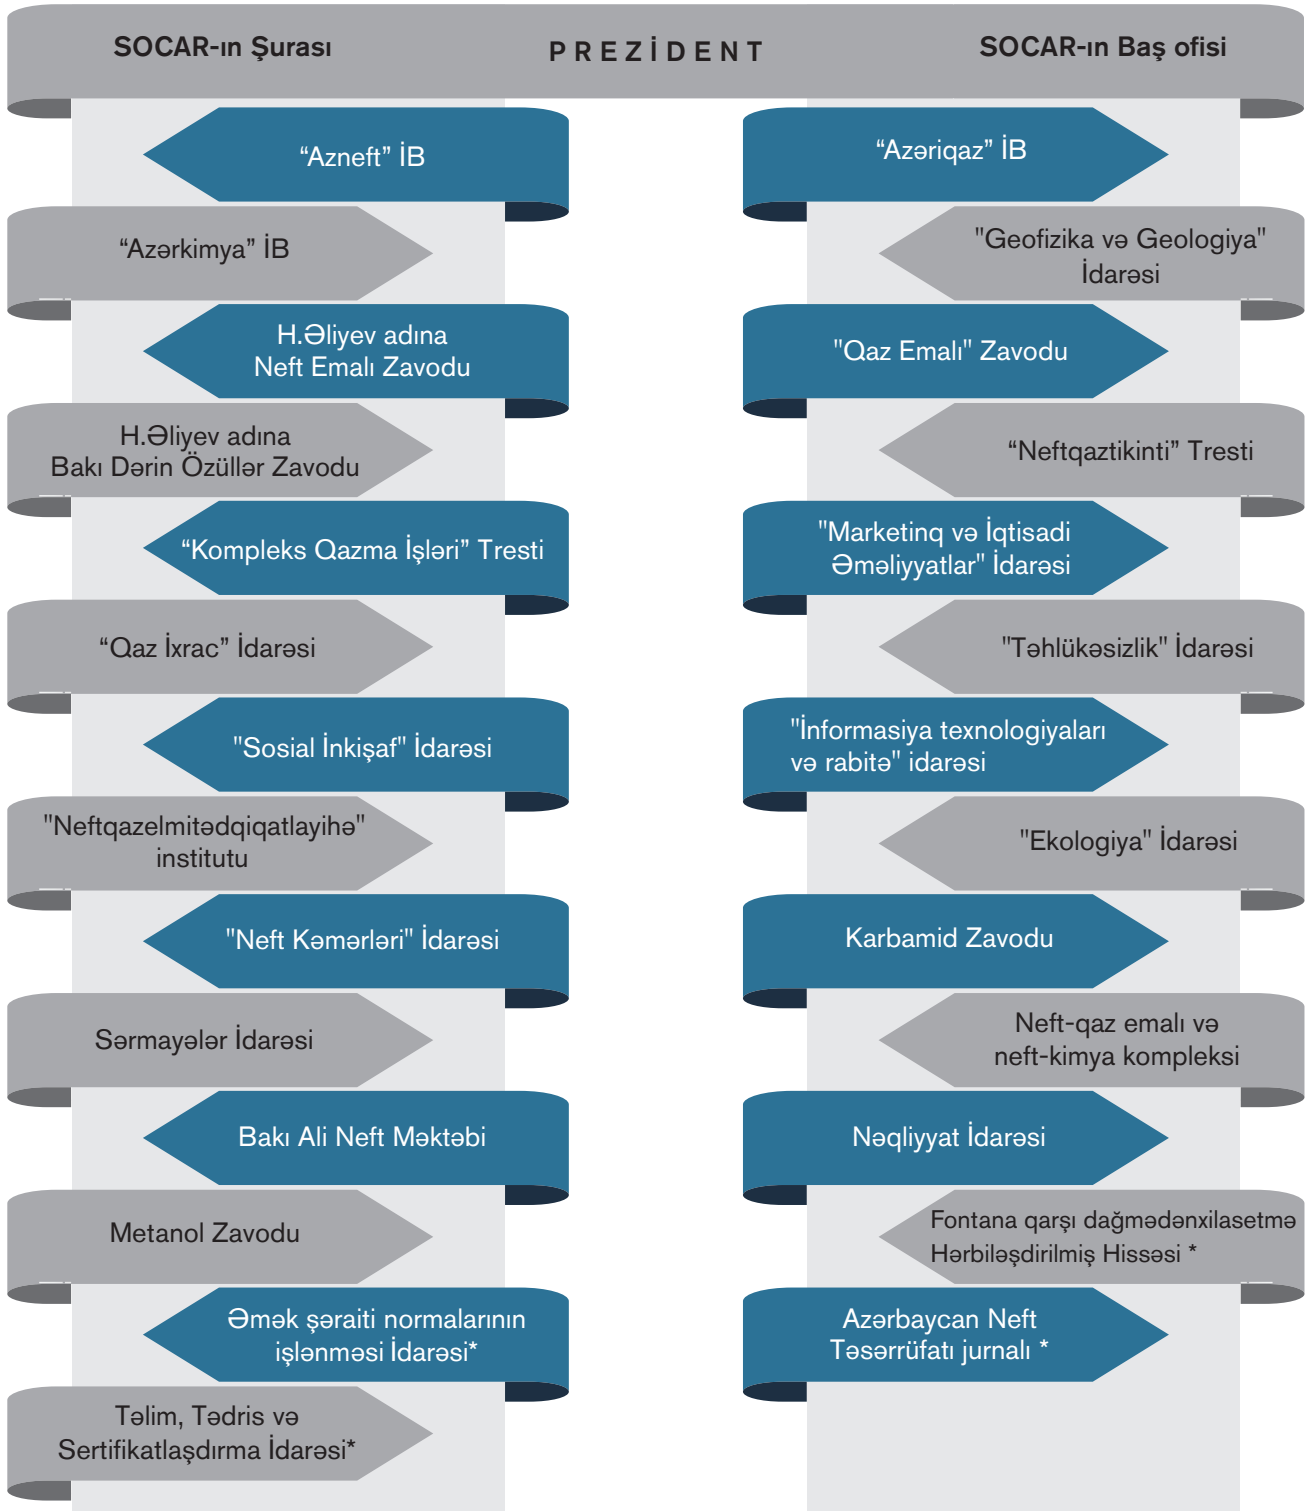 SOCAR-ın Şurası
PREZİDENT
SOCAR-ın Baş ofisi
“Azneft” İB
“Azəriqaz” İB
“Azərkimya” İB
"Geofizika və Geologiya"
İdarəsi
H.Əliyev adına
Neft Emalı Zavodu
"Qaz Emalı" Zavodu
H.Əliyev adına
Bakı Dərin Özüllər Zavodu
“Neftqaztikinti” Tresti
“Kompleks Qazma İşləri” Tresti
"Marketinq və İqtisadi
Əməliyyatlar" İdarəsi
“Qaz İxrac” İdarəsi
"Təhlükəsizlik" İdarəsi
"Sosial İnkişaf" İdarəsi
"İnformasiya texnologiyaları
və rabitə" idarəsi
"Neftqazelmitədqiqatlayihə"
institutu
"Ekologiya" İdarəsi
"Neft Kəmərləri" İdarəsi
Karbamid Zavodu
Sərmayələr İdarəsi
Neft-qaz emalı və
neft-kimya kompleksi
Bakı Ali Neft Məktəbi
Nəqliyyat İdarəsi
Metanol Zavodu
Fontana qarşı dağmədənxilasetmə
Hərbiləşdirilmiş Hissəsi *
Əmək şəraiti normalarının
işlənməsi İdarəsi*
Azərbaycan Neft
Təsərrüfatı jurnalı *
Təlim, Tədris və
Sertifikatlaşdırma İdarəsi*